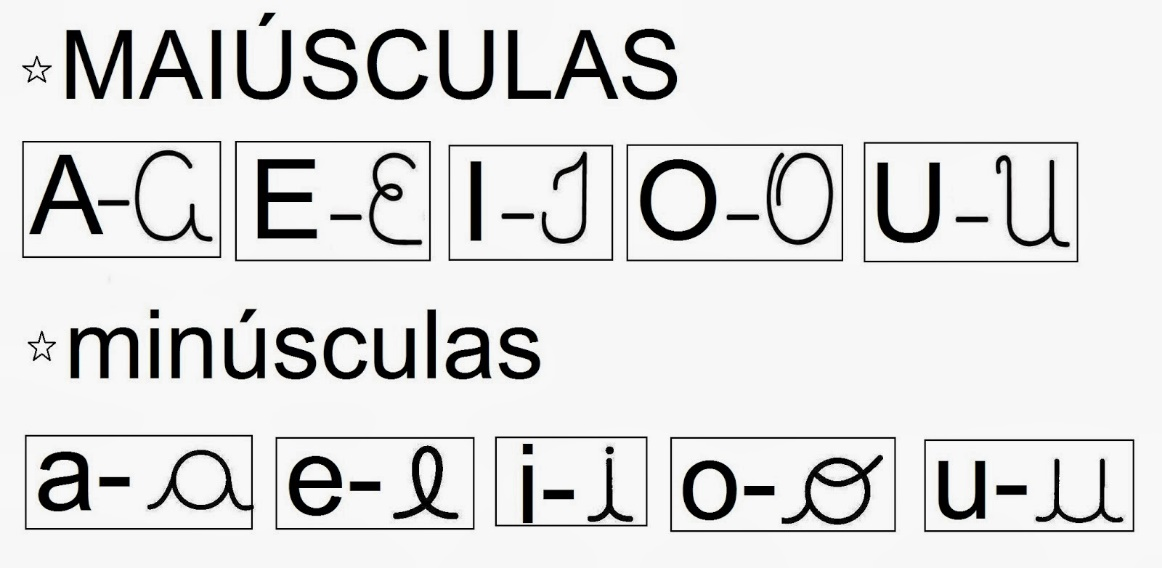 ☆MAIÚSCULAS
A-A E-E I-I O-O U-U
☆minúsculas
a-a e-e i-i o-o u-u